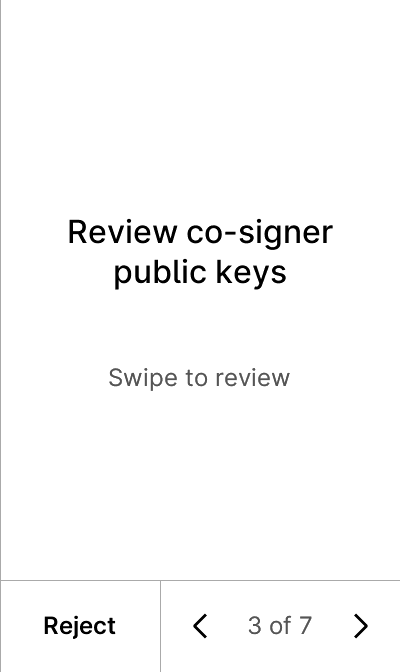 Review co-signer
public keys
Swipe to review
Reject
3 of 7